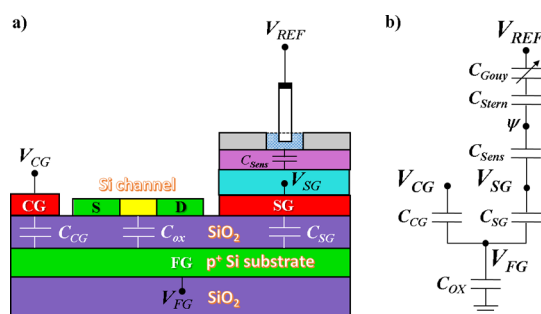 a)
V_REF
V_CG
Si channel
C_Sens
V_SG
CG
S
D
SG
C_CG
C_ox
SiO₂
C_SG
FG
p⁺ Si substrate
V_FG
SiO₂
b)
V_REF
C_Gouy
C_Stern
ψ
C_Sens
V_CG
V_SG
C_CG
C_SG
V_FG
C_OX